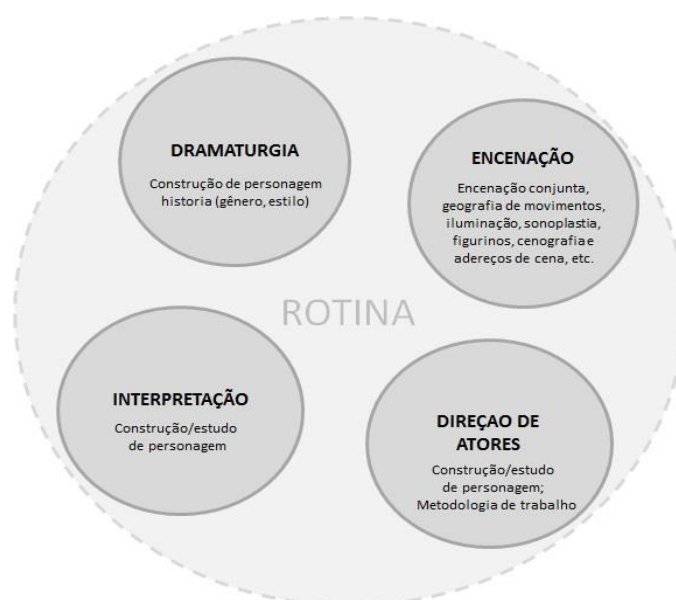 DRAMATURGIA
Construção de personagem
historia (gênero, estilo)
ENCENAÇÃO
Encenação conjunta,
geografia de movimentos,
iluminação, sonoplastia,
figurinos, cenografia e
adereços de cena, etc.
ROTINA
INTERPRETAÇÃO
Construção/estudo
de personagem
DIREÇAO DE
ATORES
Construção/estudo
de personagem;
Metodologia de trabalho